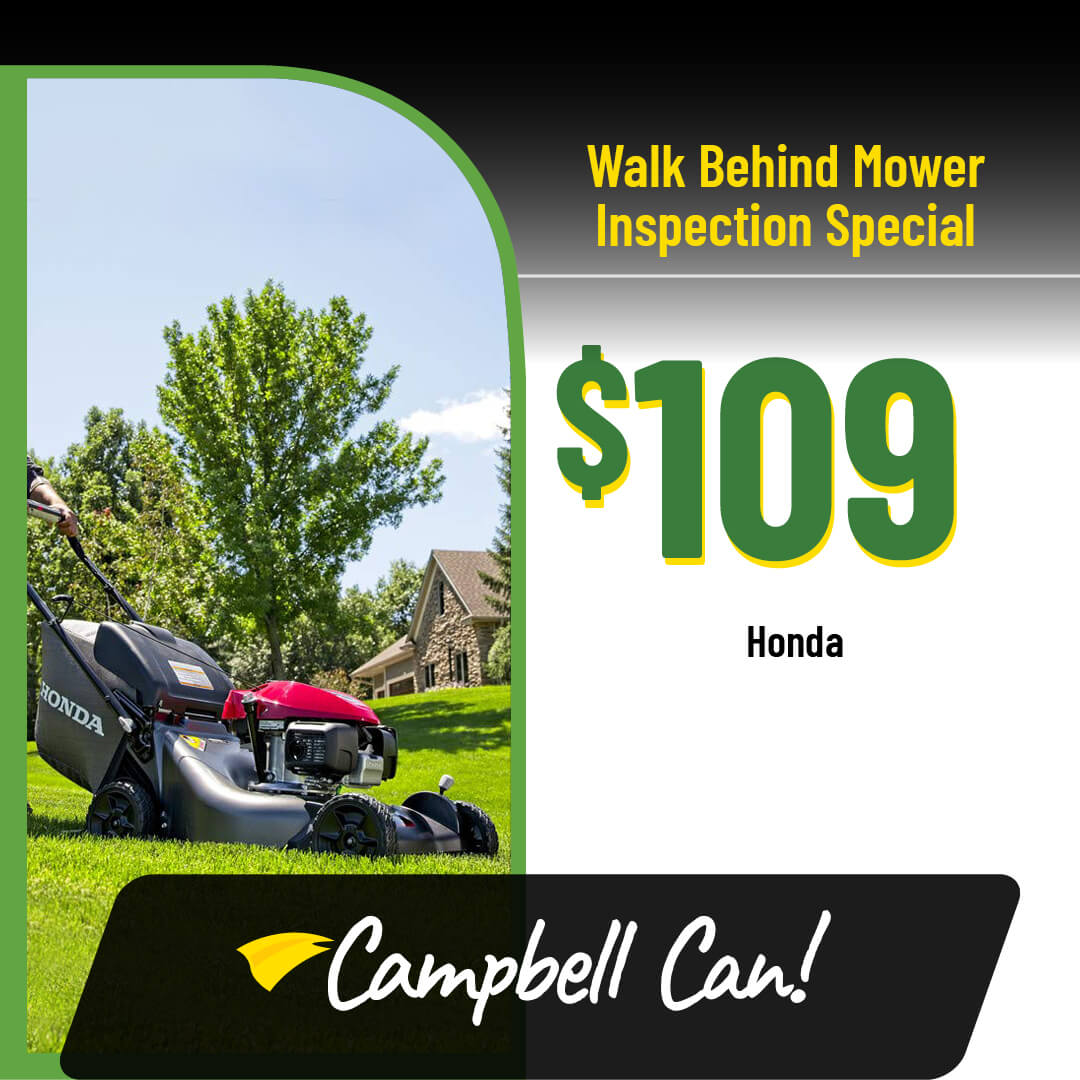 Walk Behind Mower
Inspection Special
$109
Honda
HONDA
Campbell Can!